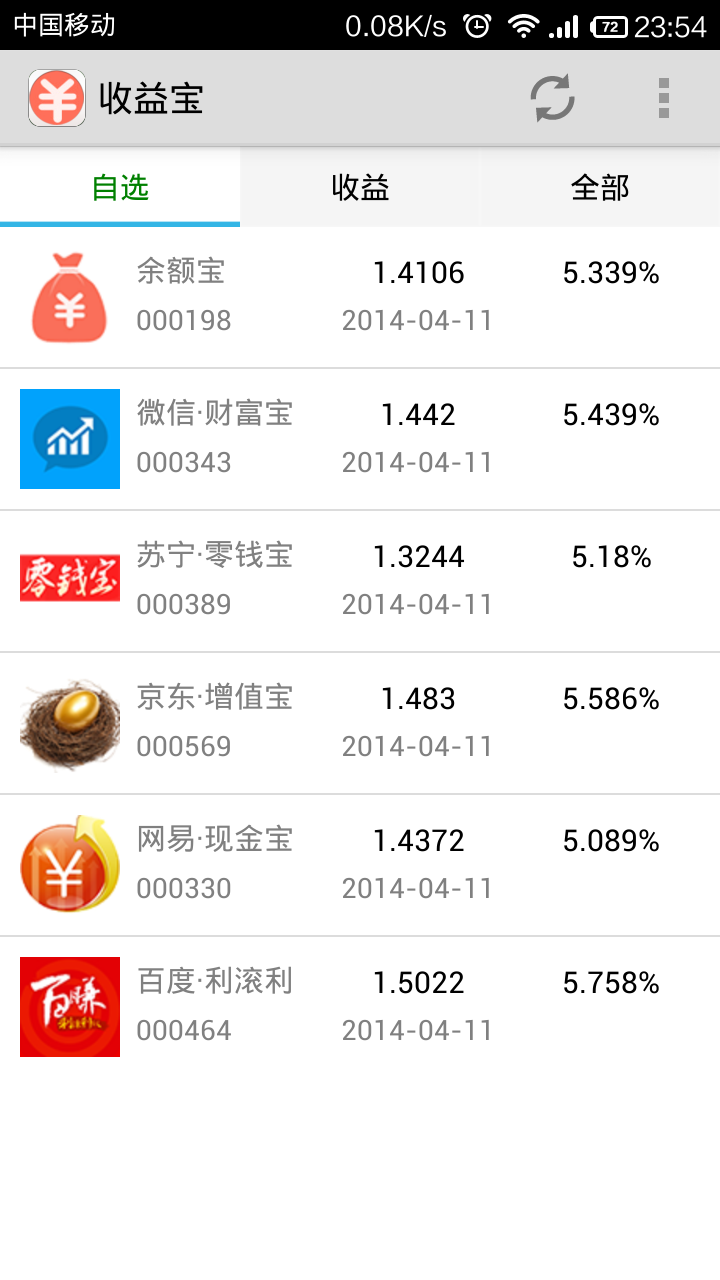 中国移动 0.08K/s 72 23:54
¥ 收益宝
自选 收益 全部
¥ 余额宝 1.4106 5.339%
000198 2014-04-11
微信·财富宝 1.442 5.439%
000343 2014-04-11
零钱宝 苏宁·零钱宝 1.3244 5.18%
000389 2014-04-11
京东·增值宝 1.483 5.586%
000569 2014-04-11
¥ 网易·现金宝 1.4372 5.089%
000330 2014-04-11
百赚 百度·利滚利 1.5022 5.758%
000464 2014-04-11